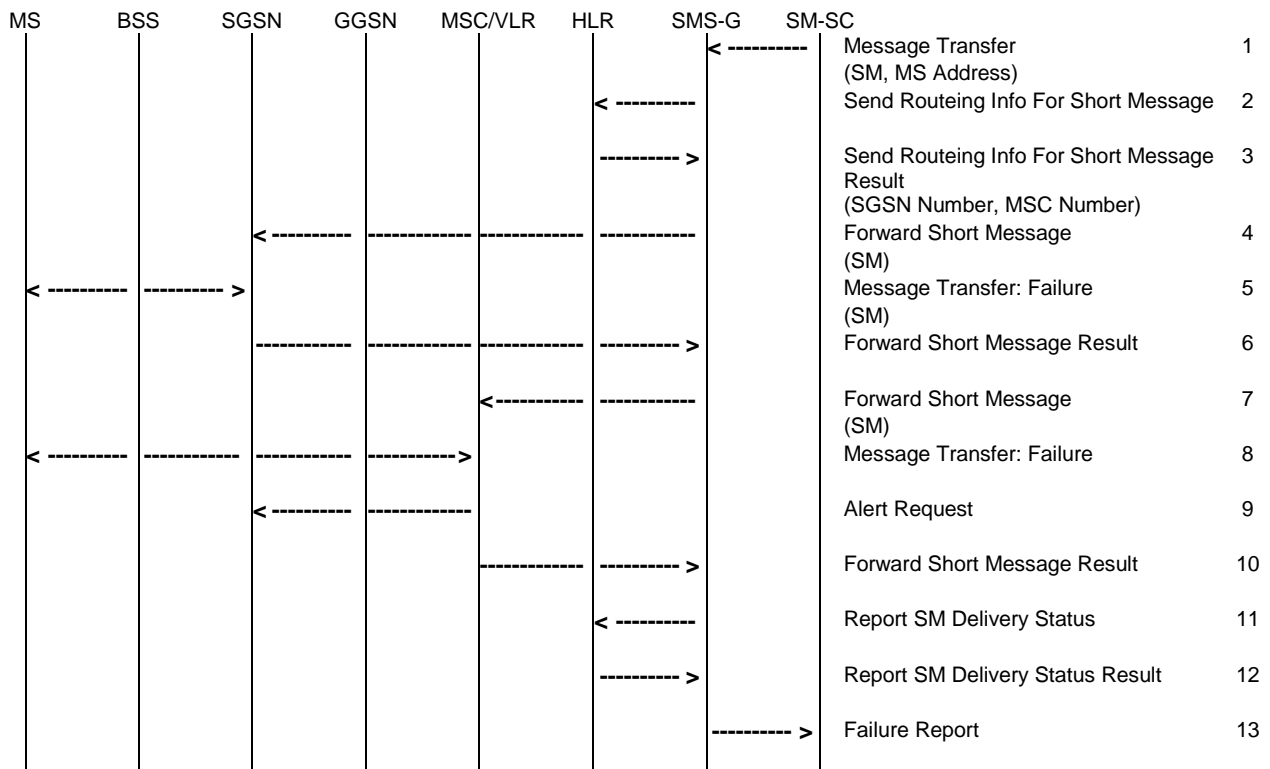 MS BSS SGSN GGSN MSC/VLR HLR SMS-G SM-SC
Message Transfer 1
(SM, MS Address)
Send Routeing Info For Short Message 2
Send Routeing Info For Short Message 3
Result
(SGSN Number, MSC Number)
Forward Short Message 4
(SM)
Message Transfer: Failure 5
(SM)
Forward Short Message Result 6
Forward Short Message 7
(SM)
Message Transfer: Failure 8
Alert Request 9
Forward Short Message Result 10
Report SM Delivery Status 11
Report SM Delivery Status Result 12
Failure Report 13